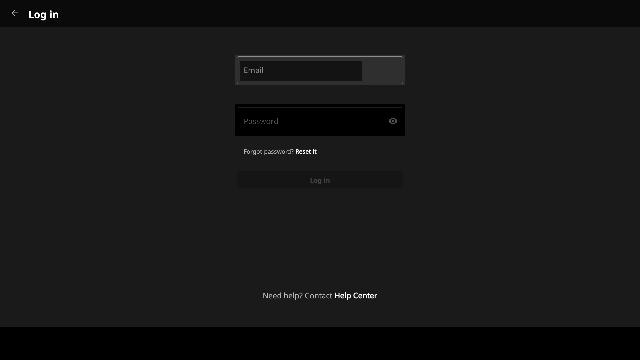 Log in
Email
Password
Forgot password? Reset it
Log in
Need help? Contact Help Center